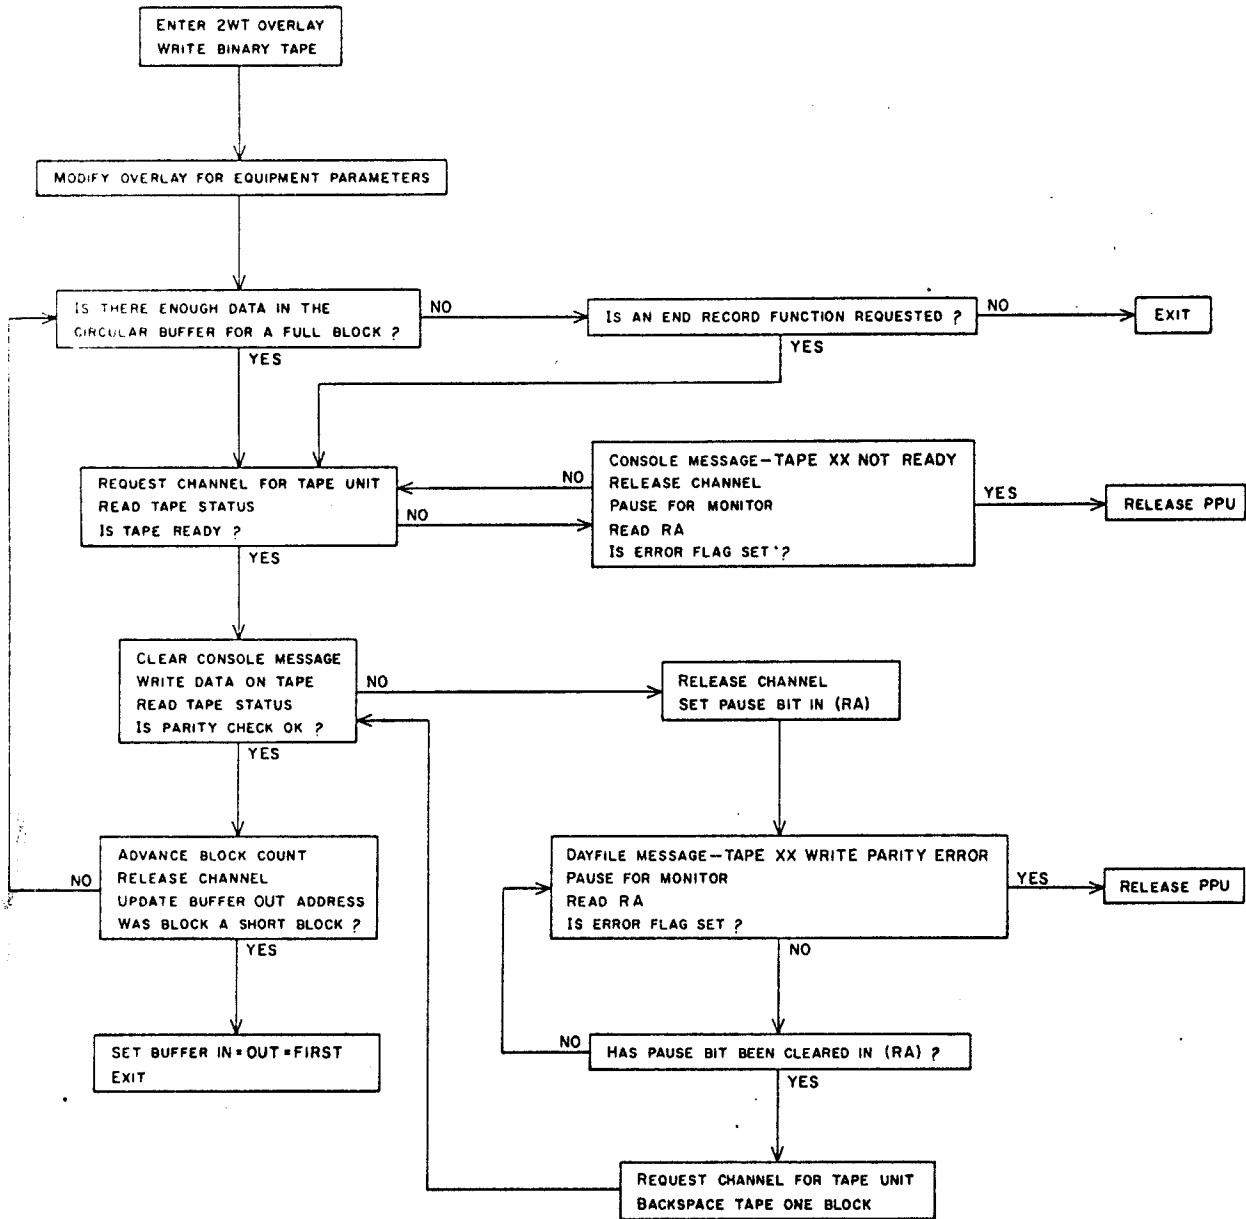 ENTER 2WT OVERLAY
WRITE BINARY TAPE
MODIFY OVERLAY FOR EQUIPMENT PARAMETERS
IS THERE ENOUGH DATA IN THE
CIRCULAR BUFFER FOR A FULL BLOCK ?
NO
IS AN END RECORD FUNCTION REQUESTED ?
NO
EXIT
YES
YES
REQUEST CHANNEL FOR TAPE UNIT
READ TAPE STATUS
IS TAPE READY ?
NO
NO
CONSOLE MESSAGE-TAPE XX NOT READY
RELEASE CHANNEL
PAUSE FOR MONITOR
READ RA
IS ERROR FLAG SET ?
YES
RELEASE PPU
YES
CLEAR CONSOLE MESSAGE
WRITE DATA ON TAPE
READ TAPE STATUS
IS PARITY CHECK OK ?
NO
RELEASE CHANNEL
SET PAUSE BIT IN (RA)
YES
NO
ADVANCE BLOCK COUNT
RELEASE CHANNEL
UPDATE BUFFER OUT ADDRESS
WAS BLOCK A SHORT BLOCK ?
DAYFILE MESSAGE-TAPE XX WRITE PARITY ERROR
PAUSE FOR MONITOR
READ RA
IS ERROR FLAG SET ?
YES
RELEASE PPU
YES
NO
SET BUFFER IN=OUT=FIRST
EXIT
NO
HAS PAUSE BIT BEEN CLEARED IN (RA) ?
YES
REQUEST CHANNEL FOR TAPE UNIT
BACKSPACE TAPE ONE BLOCK